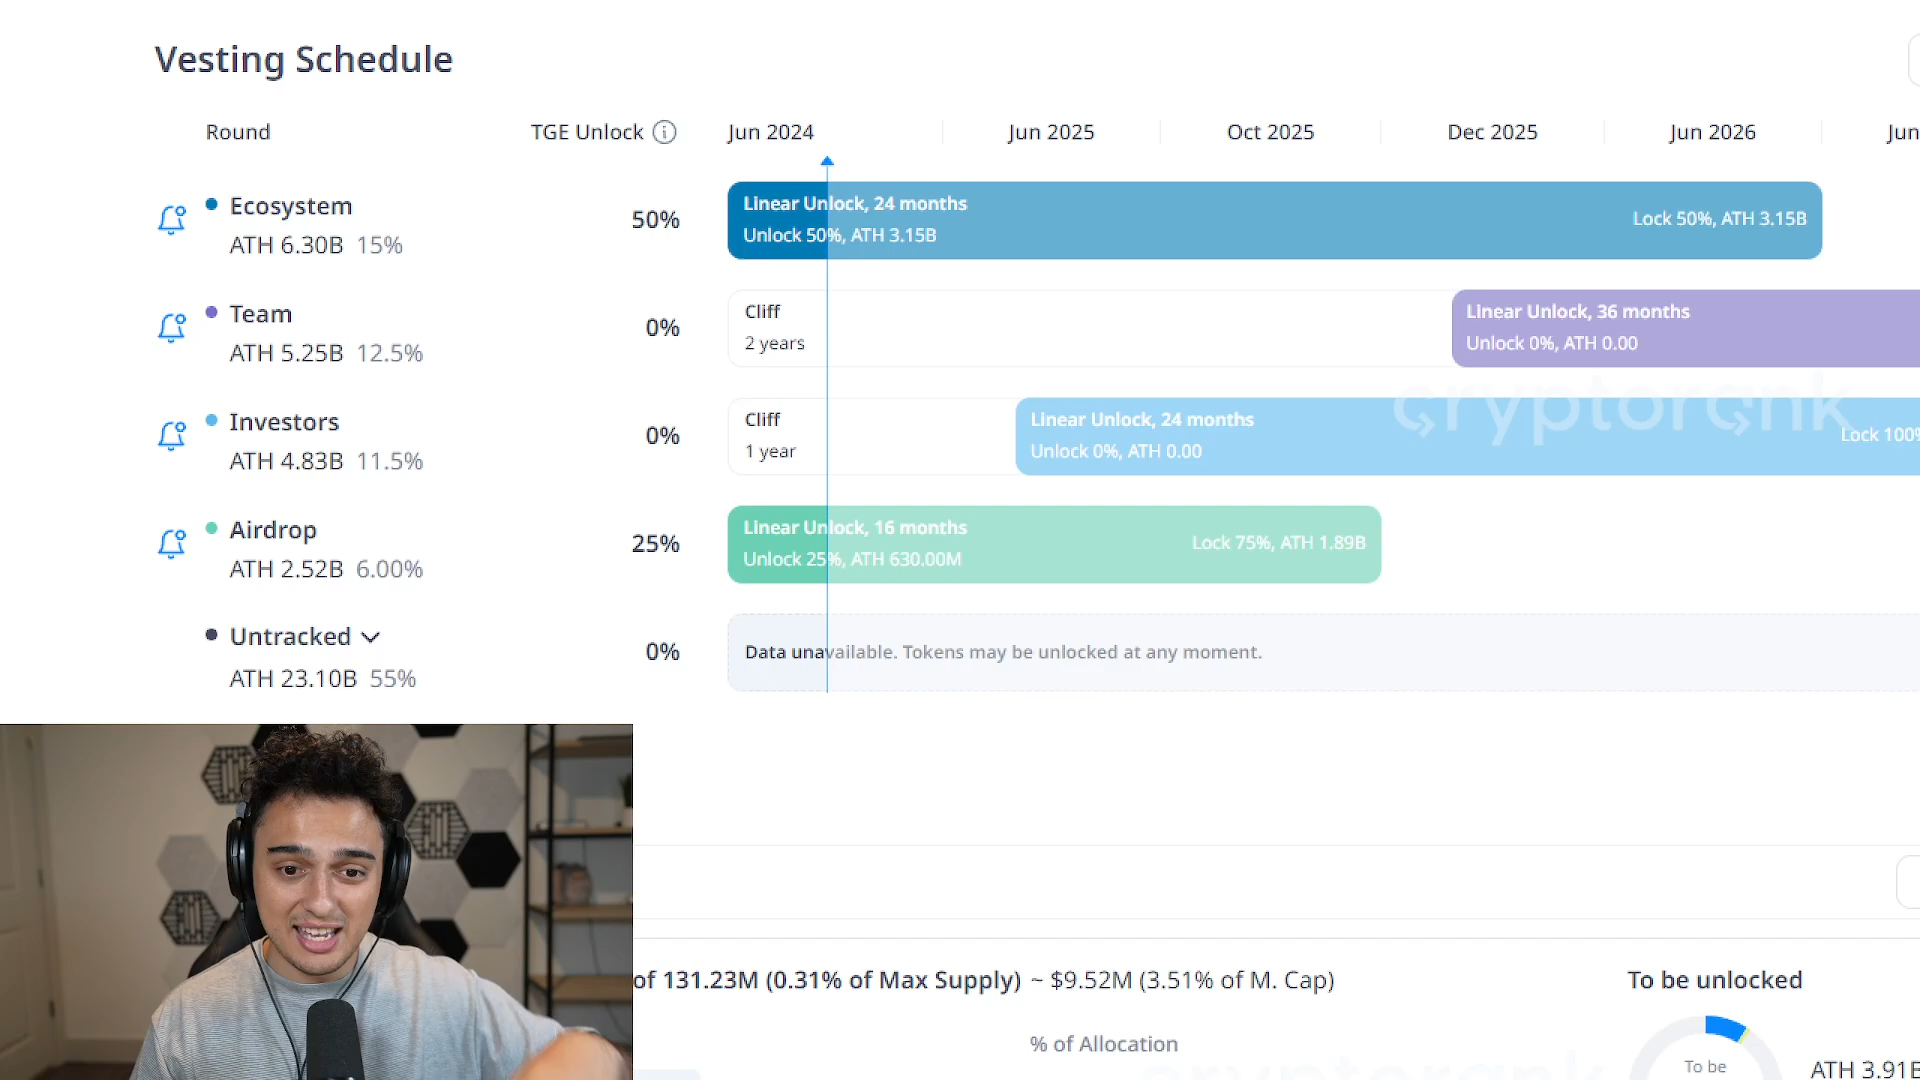 Vesting Schedule
Round
TGE Unlock
Jun 2024
Jun 2025
Oct 2025
Dec 2025
Jun 2026
Jun
Ecosystem
ATH 6.30B 15%
50%
Linear Unlock, 24 months
Unlock 50%, ATH 3.15B
Lock 50%, ATH 3.15B
Team
ATH 5.25B 12.5%
0%
Cliff
2 years
Linear Unlock, 36 months
Unlock 0%, ATH 0.00
Investors
ATH 4.83B 11.5%
0%
Cliff
1 year
Linear Unlock, 24 months
Unlock 0%, ATH 0.00
Lock 100%
cryptorank
Airdrop
ATH 2.52B 6.00%
25%
Linear Unlock, 16 months
Unlock 25%, ATH 630.00M
Lock 75%, ATH 1.89B
Untracked
ATH 23.10B 55%
0%
Data unavailable. Tokens may be unlocked at any moment.
of 131.23M (0.31% of Max Supply) ~ $9.52M (3.51% of M. Cap)
To be unlocked
% of Allocation
To be
ATH 3.91B
cryptorank